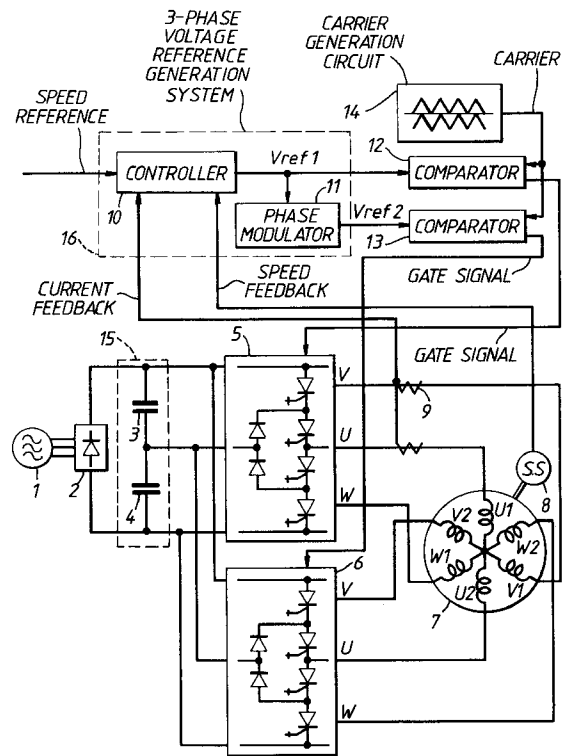 3-PHASE
VOLTAGE
REFERENCE
GENERATION
SYSTEM
CARRIER
GENERATION
CIRCUIT
CARRIER
14
SPEED
REFERENCE
12
CONTROLLER
Vref 1
COMPARATOR
10
11
PHASE
MODULATOR
Vref 2
COMPARATOR
16
13
GATE SIGNAL
CURRENT
FEEDBACK
SPEED
FEEDBACK
15
5
GATE SIGNAL
V
9
3
U
1
2
4
W
S.S
8
U1
V2
W2
W1
V1
U2
7
6
V
U
W